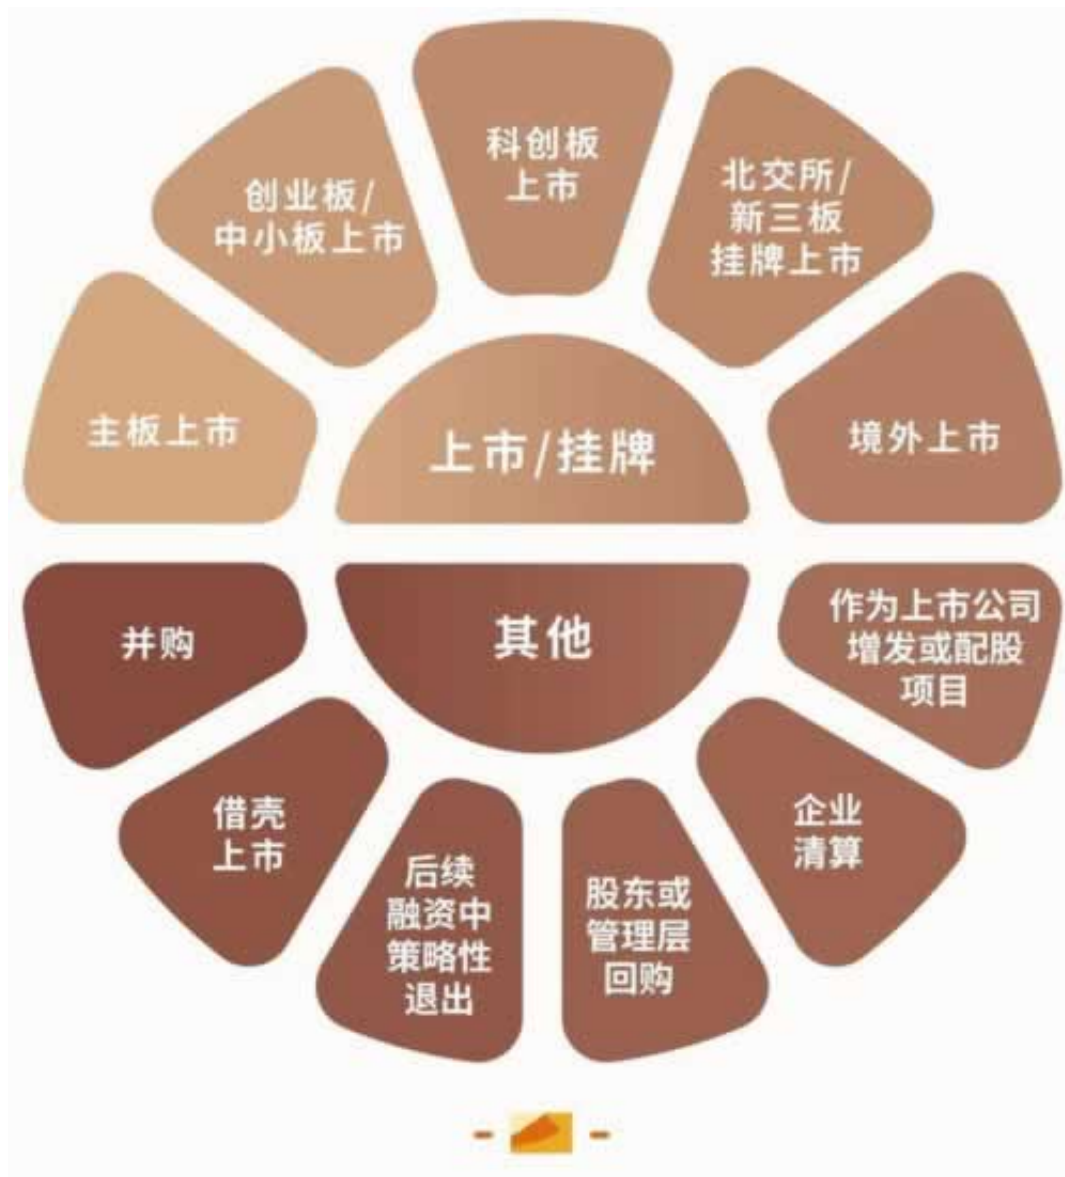 科创板
上市
创业板/
中小板上市
北交所/
新三板
挂牌上市
主板上市
上市/挂牌
境外上市
并购
其他
作为上市公司
增发或配股
项目
借壳
上市
后续
融资中
策略性
退出
股东或
管理层
回购
企业
清算